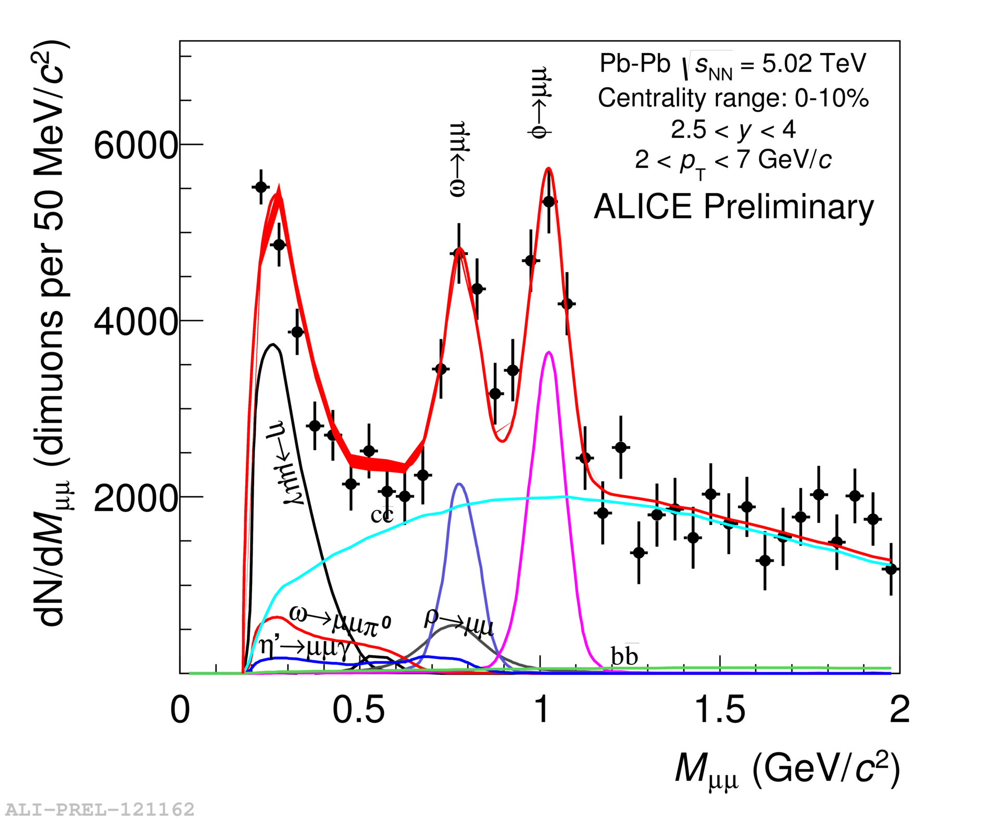 dN/dMμμ (dimuons per 50 MeV/c²)
Pb-Pb √sNN = 5.02 TeV
Centrality range: 0-10%
2.5 < y < 4
2 < pT < 7 GeV/c
ALICE Preliminary
ϕ→μμ
ω→μμ
6000
4000
2000
η→μμγ
cc̅
ω→μμπ⁰
ρ→μμ
η'→μμγ
bb̅
0 0.5 1 1.5 2
Mμμ (GeV/c²)
ALI-PREL-121162